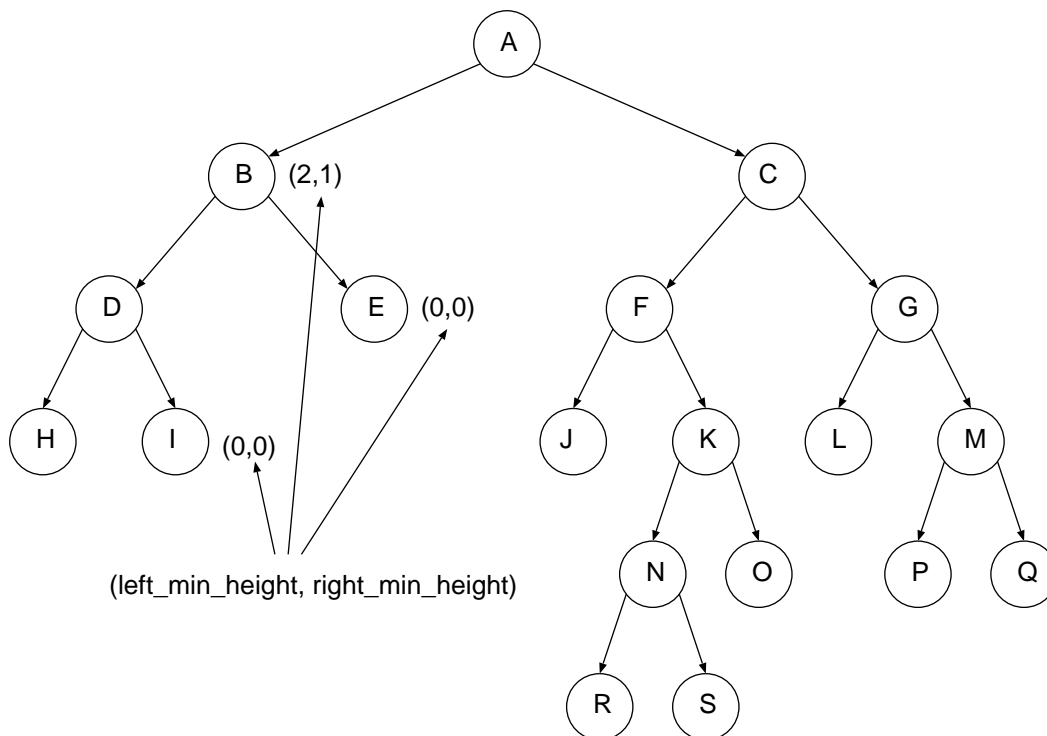 A
B (2,1) C
D E (0,0) F G
H I (0,0) J K L M
(left_min_height, right_min_height) N O P Q
R S